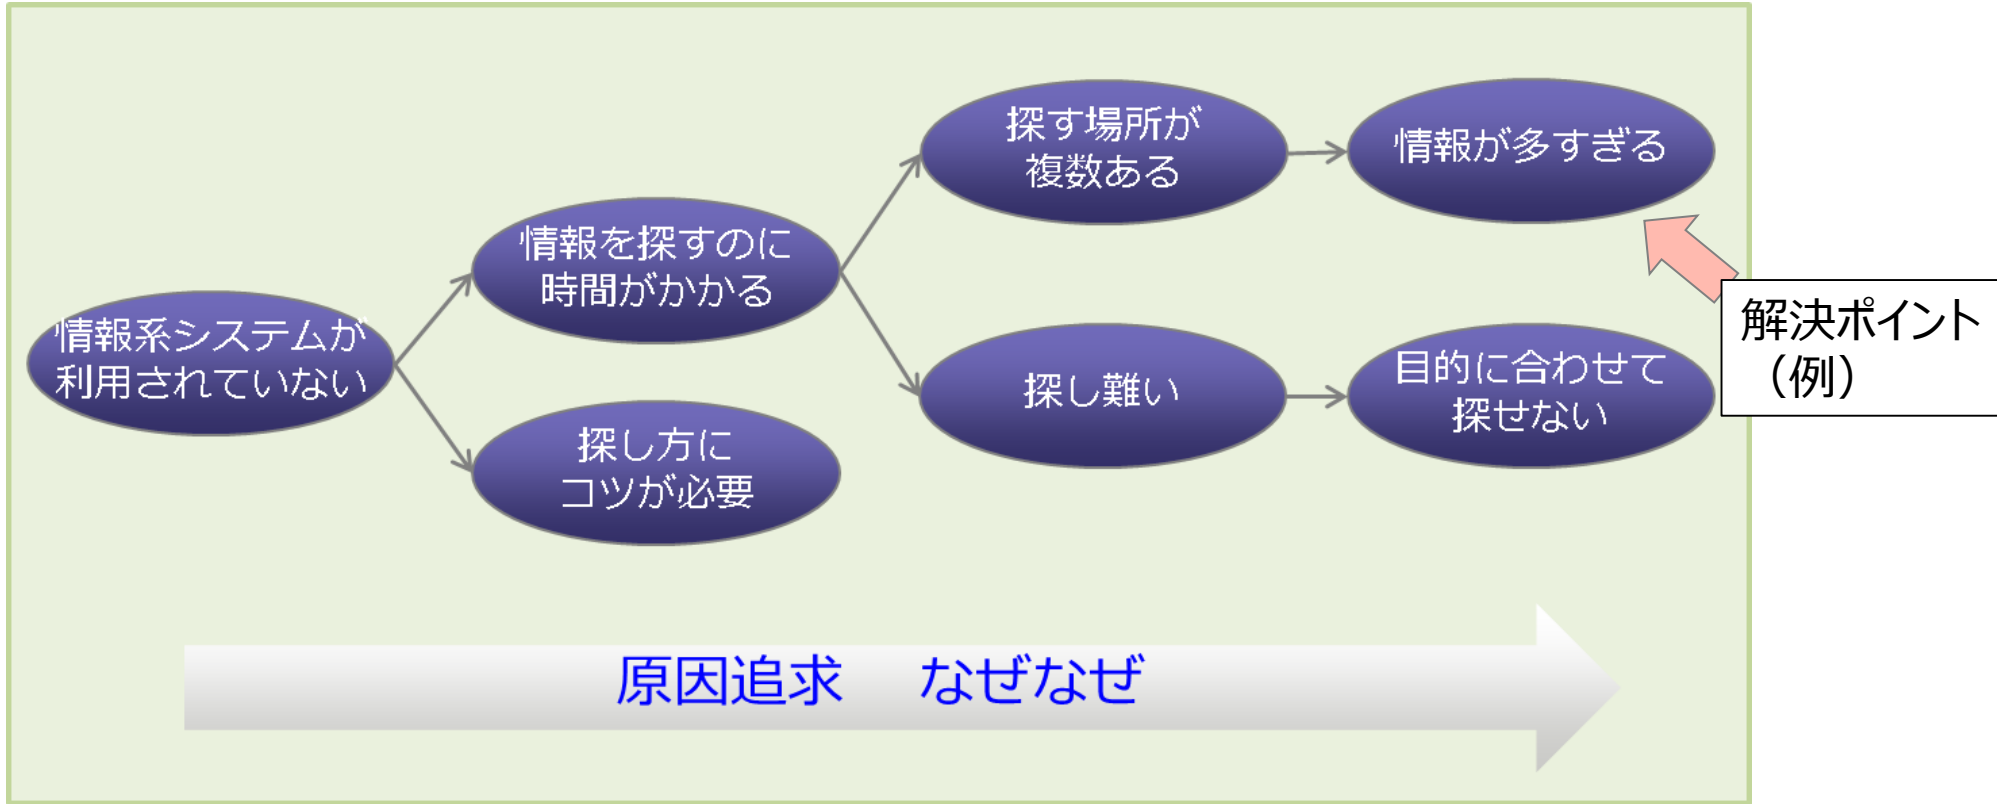 情報系システムが
利用されていない
情報を探すのに
時間がかかる
探し方に
コツが必要
探す場所が
複数ある
探し難い
情報が多すぎる
目的に合わせて
探せない
解決ポイント
（例）
原因追求　なぜなぜ